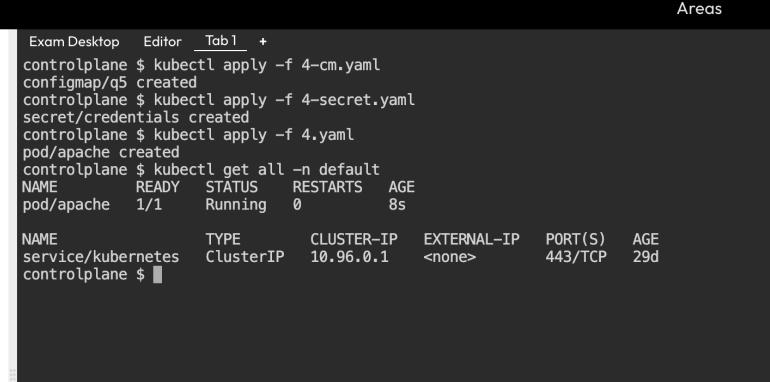 Areas
Exam Desktop Editor Tab 1 +
controlplane $ kubectl apply -f 4-cm.yaml
configmap/q5 created
controlplane $ kubectl apply -f 4-secret.yaml
secret/credentials created
controlplane $ kubectl apply -f 4.yaml
pod/apache created
controlplane $ kubectl get all -n default
NAME READY STATUS RESTARTS AGE
pod/apache 1/1 Running 0 8s
NAME TYPE CLUSTER-IP EXTERNAL-IP PORT(S) AGE
service/kubernetes ClusterIP 10.96.0.1 <none> 443/TCP 29d
controlplane $